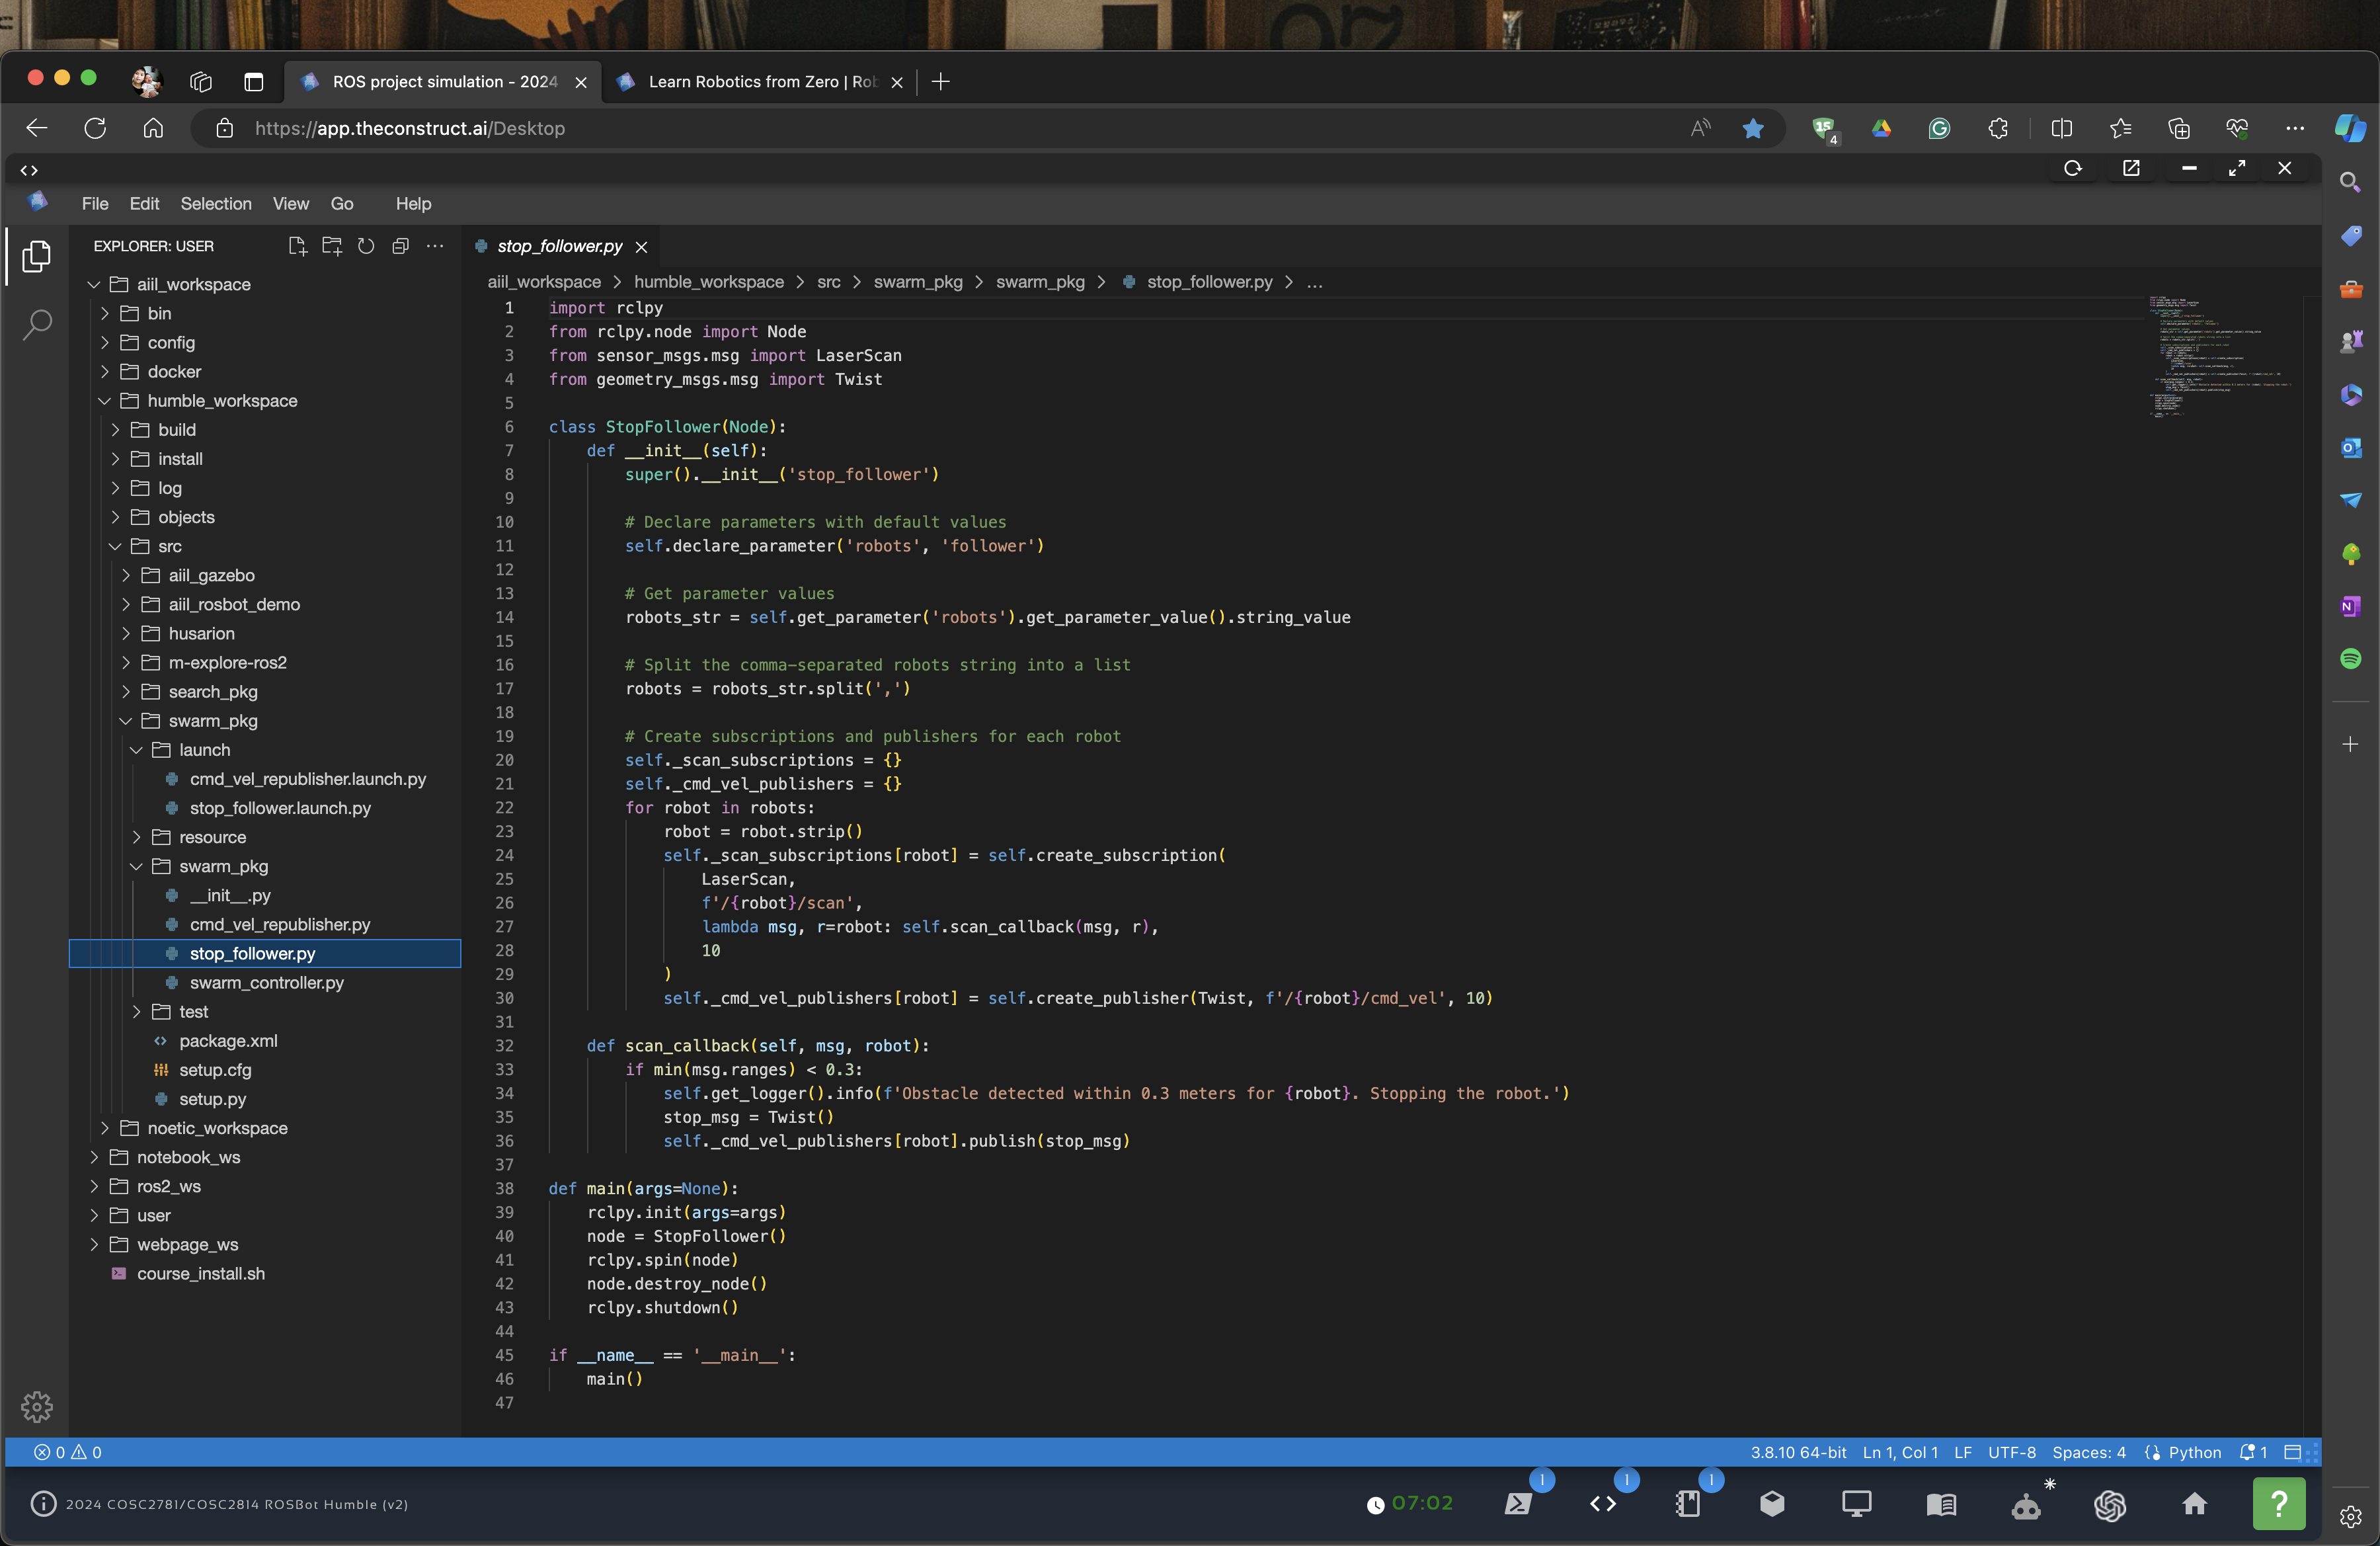 ROS project simulation - 2024
Learn Robotics from Zero | Rob
https://app.theconstruct.ai/Desktop
15
4
File Edit Selection View Go Help
EXPLORER: USER
aiil_workspace
bin
config
docker
humble_workspace
build
install
log
objects
src
aiil_gazebo
aiil_rosbot_demo
husarion
m-explore-ros2
search_pkg
swarm_pkg
launch
cmd_vel_republisher.launch.py
stop_follower.launch.py
resource
swarm_pkg
__init__.py
cmd_vel_republisher.py
stop_follower.py
swarm_controller.py
test
package.xml
setup.cfg
setup.py
noetic_workspace
notebook_ws
ros2_ws
user
webpage_ws
course_install.sh
stop_follower.py
aiil_workspace > humble_workspace > src > swarm_pkg > swarm_pkg > stop_follower.py > ...
1 import rclpy
2 from rclpy.node import Node
3 from sensor_msgs.msg import LaserScan
4 from geometry_msgs.msg import Twist
5
6 class StopFollower(Node):
7     def __init__(self):
8         super().__init__('stop_follower')
9
10         # Declare parameters with default values
11         self.declare_parameter('robots', 'follower')
12
13         # Get parameter values
14         robots_str = self.get_parameter('robots').get_parameter_value().string_value
15
16         # Split the comma-separated robots string into a list
17         robots = robots_str.split(',')
18
19         # Create subscriptions and publishers for each robot
20         self._scan_subscriptions = {}
21         self._cmd_vel_publishers = {}
22         for robot in robots:
23             robot = robot.strip()
24             self._scan_subscriptions[robot] = self.create_subscription(
25                 LaserScan,
26                 f'/{robot}/scan',
27                 lambda msg, r=robot: self.scan_callback(msg, r),
28                 10
29             )
30             self._cmd_vel_publishers[robot] = self.create_publisher(Twist, f'/{robot}/cmd_vel', 10)
31
32     def scan_callback(self, msg, robot):
33         if min(msg.ranges) < 0.3:
34             self.get_logger().info(f'Obstacle detected within 0.3 meters for {robot}. Stopping the robot.')
35             stop_msg = Twist()
36             self._cmd_vel_publishers[robot].publish(stop_msg)
37
38 def main(args=None):
39     rclpy.init(args=args)
40     node = StopFollower()
41     rclpy.spin(node)
42     node.destroy_node()
43     rclpy.shutdown()
44
45 if __name__ == '__main__':
46     main()
47
0 0 3.8.10 64-bit Ln 1, Col 1 LF UTF-8 Spaces: 4 Python 1
1 1 1
2024 COSC2781/COSC2814 ROSBot Humble (v2) 07:02 ?